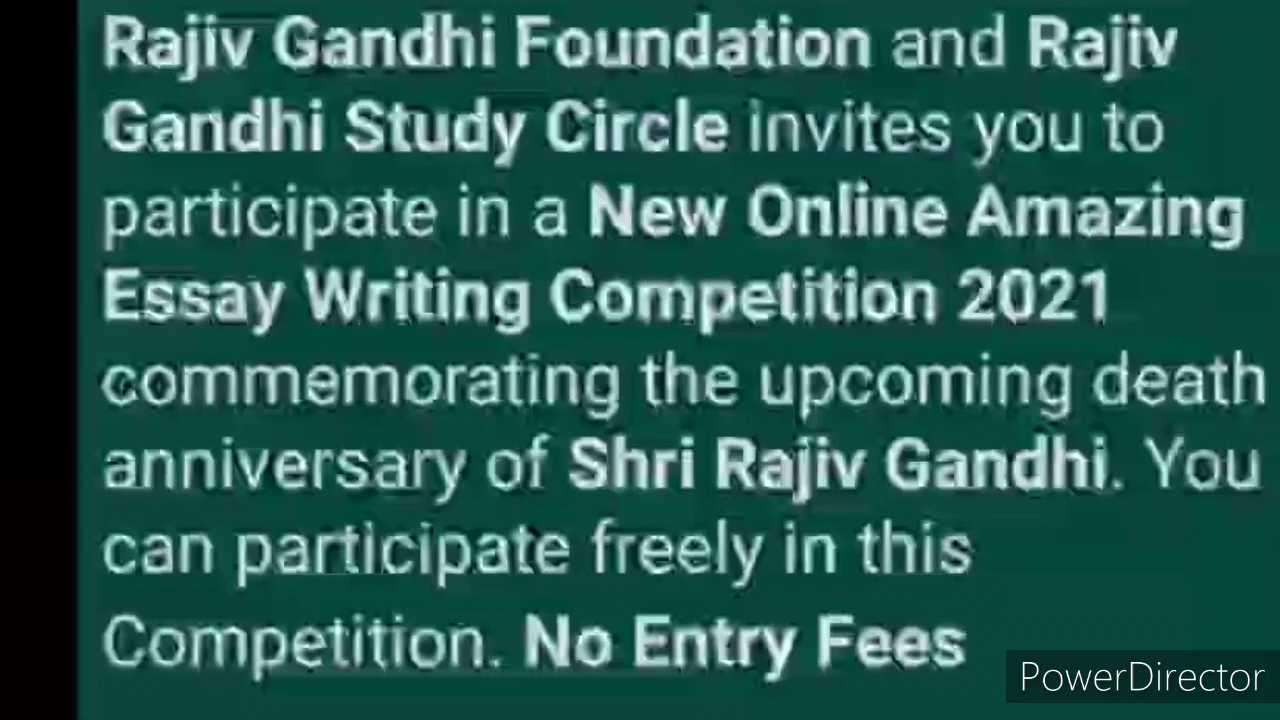 Rajiv Gandhi Foundation and Rajiv
Gandhi Study Circle invites you to
participate in a New Online Amazing
Essay Writing Competition 2021
commemorating the upcoming death
anniversary of Shri Rajiv Gandhi. You
can participate freely in this
Competition. No Entry Fees
PowerDirector